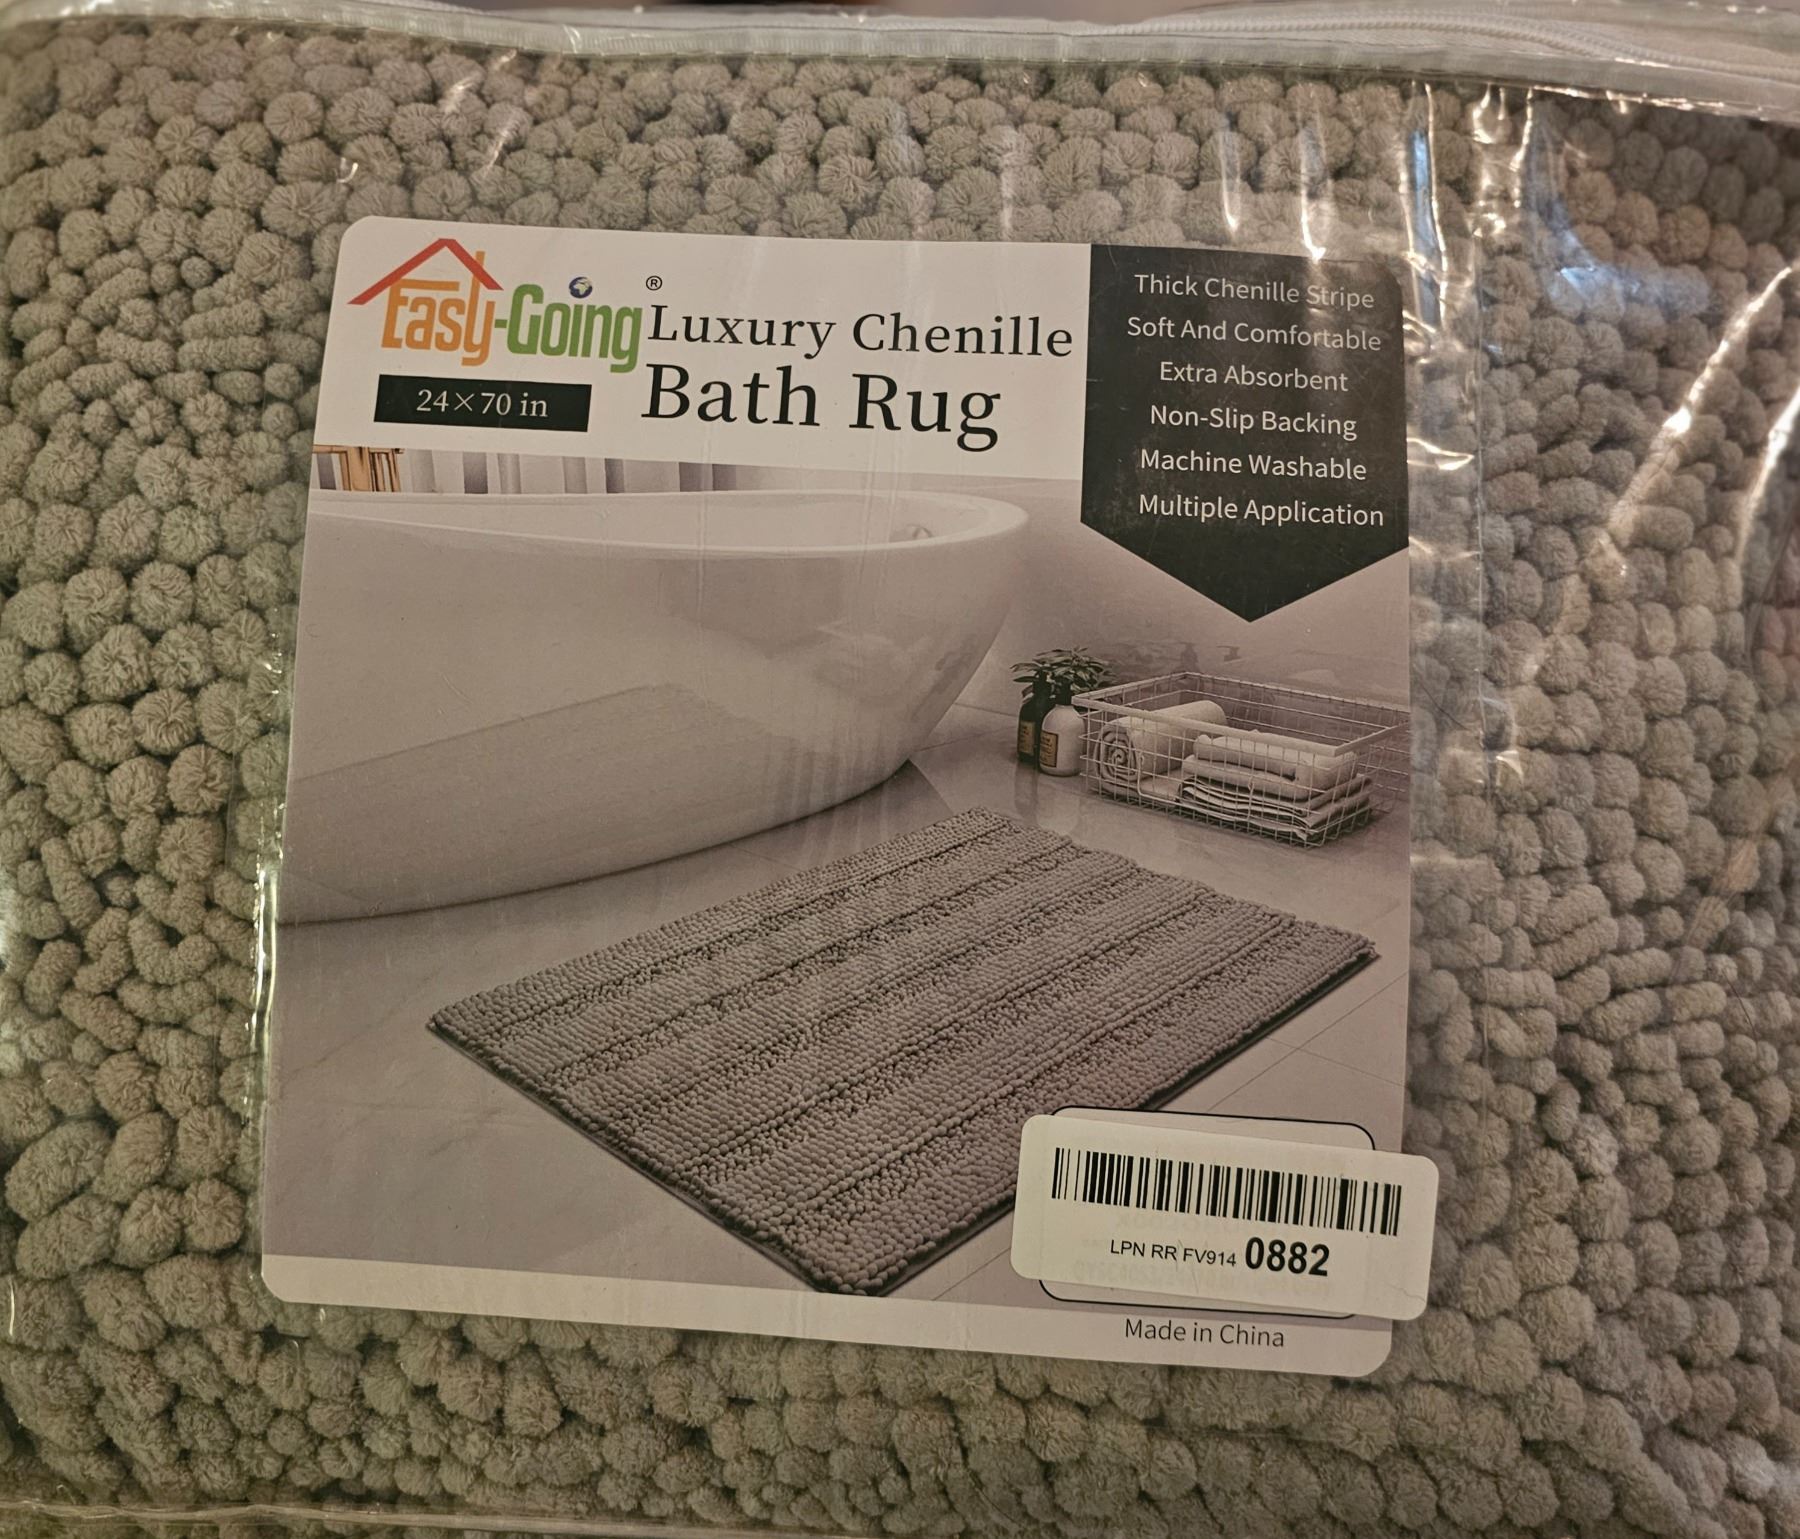 Easy-Going®
Luxury Chenille
Bath Rug
24×70 in
Thick Chenille Stripe
Soft And Comfortable
Extra Absorbent
Non-Slip Backing
Machine Washable
Multiple Application
LPN RR FV914 0882
Made in China